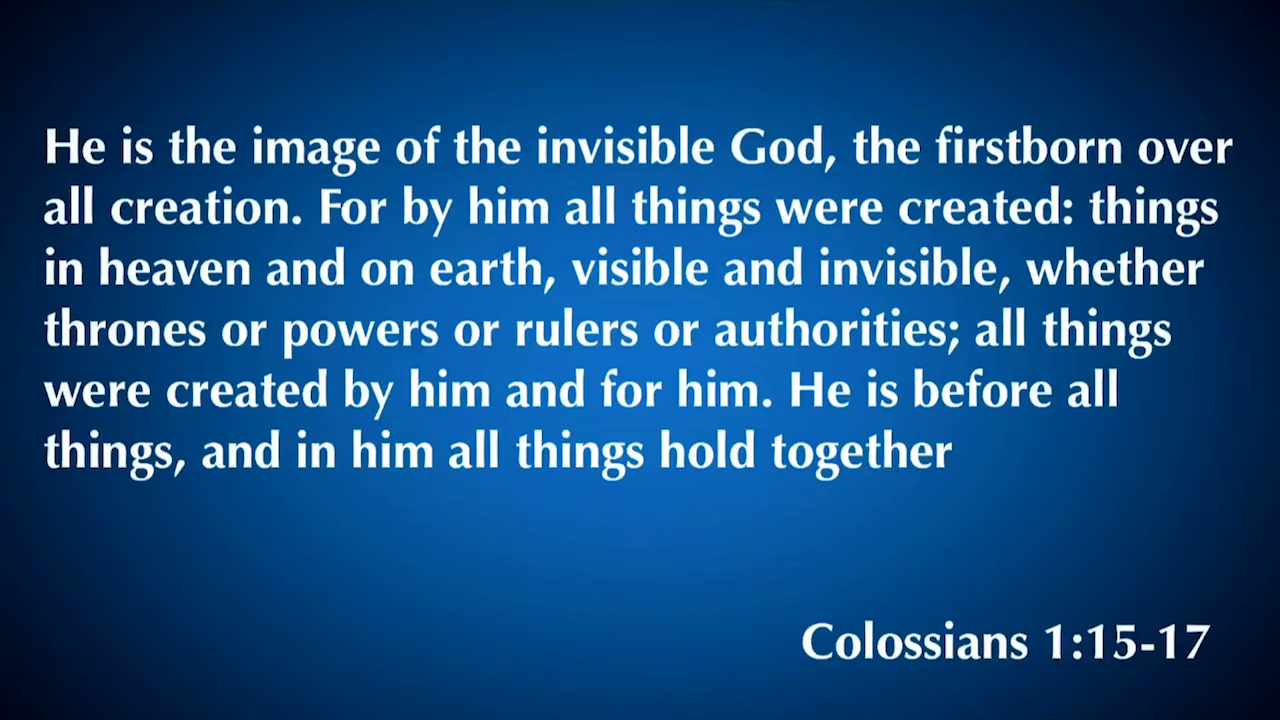 He is the image of the invisible God, the firstborn over
all creation. For by him all things were created: things
in heaven and on earth, visible and invisible, whether
thrones or powers or rulers or authorities; all things
were created by him and for him. He is before all
things, and in him all things hold together
Colossians 1:15-17